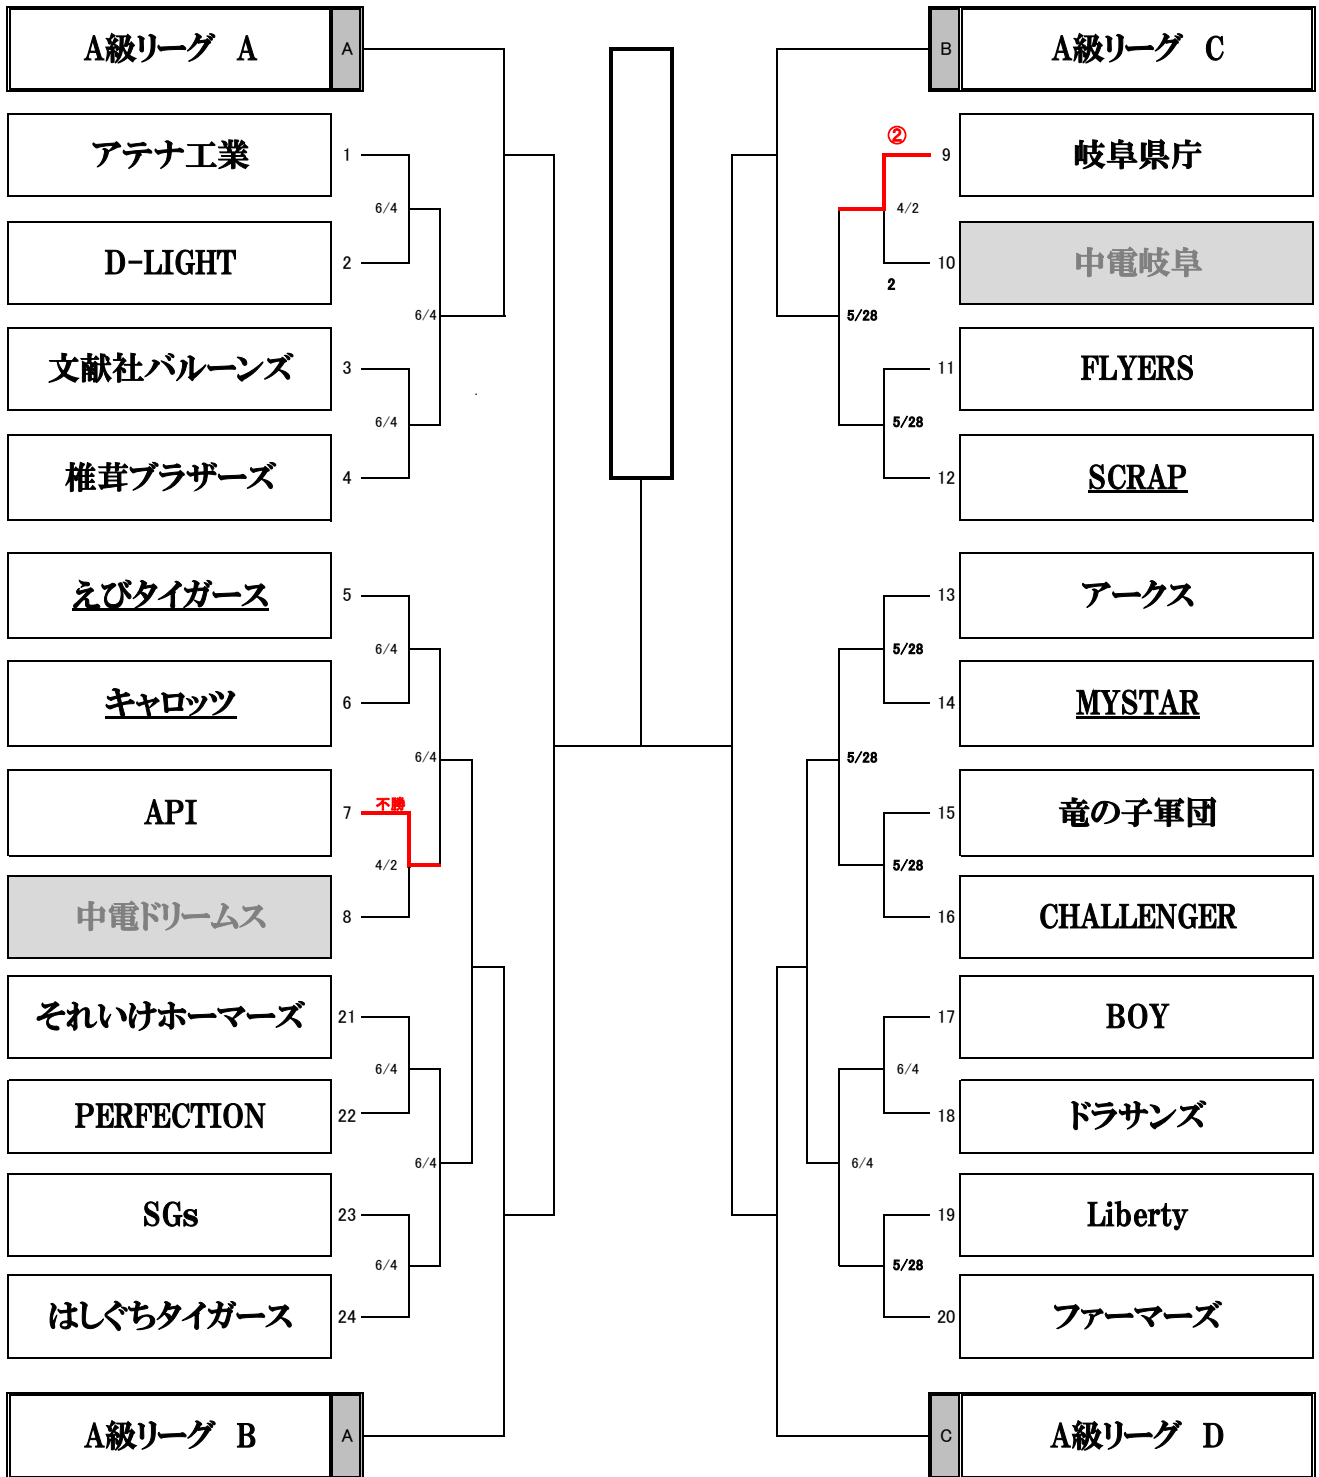 A級リーグ A
A
アテナ工業
1
6/4
D-LIGHT
2
6/4
文献社バルーンズ
3
6/4
椎茸ブラザーズ
4
えびタイガース
5
6/4
キャロッツ
6
6/4
API
7
不勝
4/2
中電ドリームス
8
それいけホーマーズ
21
6/4
PERFECTION
22
6/4
SGs
23
6/4
はしぐちタイガース
24
A級リーグ B
A
B
A級リーグ C
②
9
岐阜県庁
4/2
10
中電岐阜
2
5/28
11
FLYERS
5/28
12
SCRAP
13
アークス
5/28
14
MYSTAR
5/28
15
竜の子軍団
5/28
16
CHALLENGER
17
BOY
6/4
18
ドラサンズ
6/4
19
Liberty
5/28
20
ファーマーズ
C
A級リーグ D